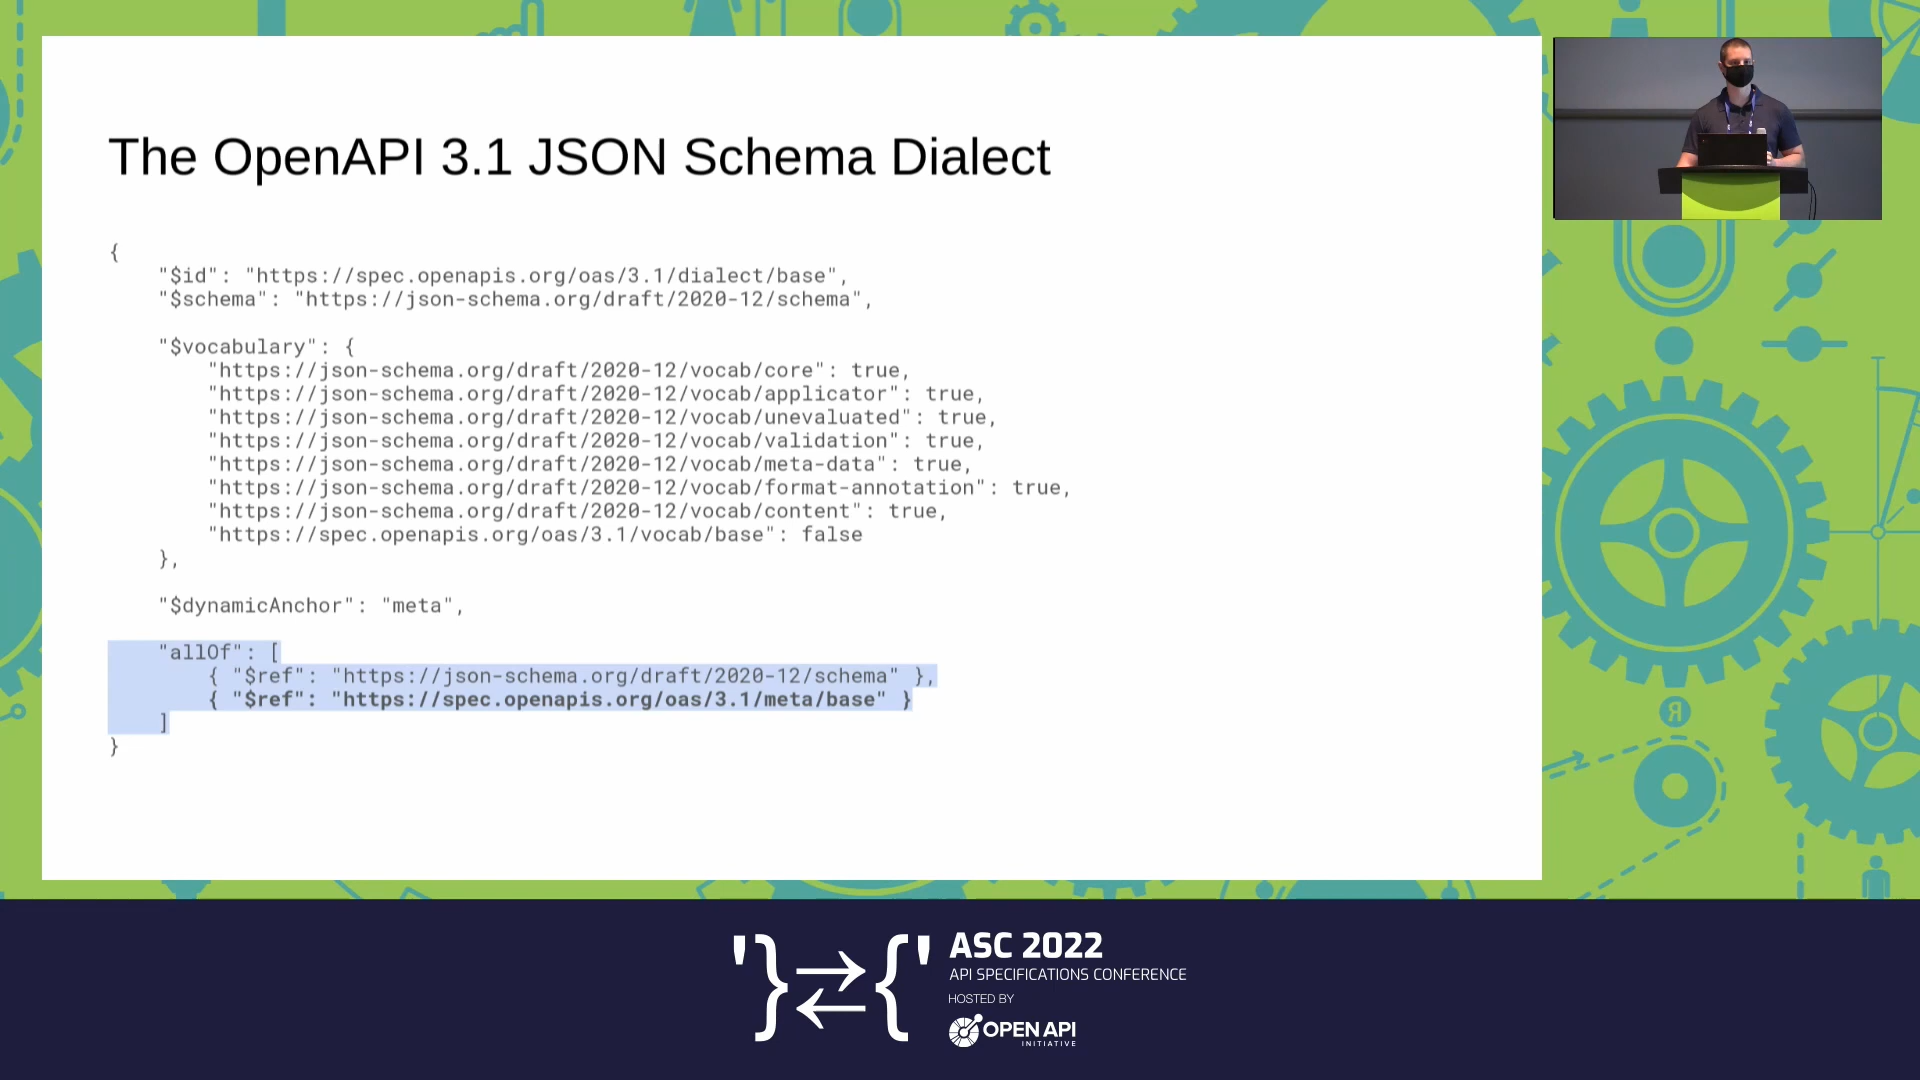 The OpenAPI 3.1 JSON Schema Dialect
{
    "$id": "https://spec.openapis.org/oas/3.1/dialect/base",
    "$schema": "https://json-schema.org/draft/2020-12/schema",
    "$vocabulary": {
        "https://json-schema.org/draft/2020-12/vocab/core": true,
        "https://json-schema.org/draft/2020-12/vocab/applicator": true,
        "https://json-schema.org/draft/2020-12/vocab/unevaluated": true,
        "https://json-schema.org/draft/2020-12/vocab/validation": true,
        "https://json-schema.org/draft/2020-12/vocab/meta-data": true,
        "https://json-schema.org/draft/2020-12/vocab/format-annotation": true,
        "https://json-schema.org/draft/2020-12/vocab/content": true,
        "https://spec.openapis.org/oas/3.1/vocab/base": false
    },
    "$dynamicAnchor": "meta",
    "allOf": [
        { "$ref": "https://json-schema.org/draft/2020-12/schema" },
        { "$ref": "https://spec.openapis.org/oas/3.1/meta/base" }
    ]
}
'}⇄{'
ASC 2022
API SPECIFICATIONS CONFERENCE
HOSTED BY
OPEN API
INITIATIVE